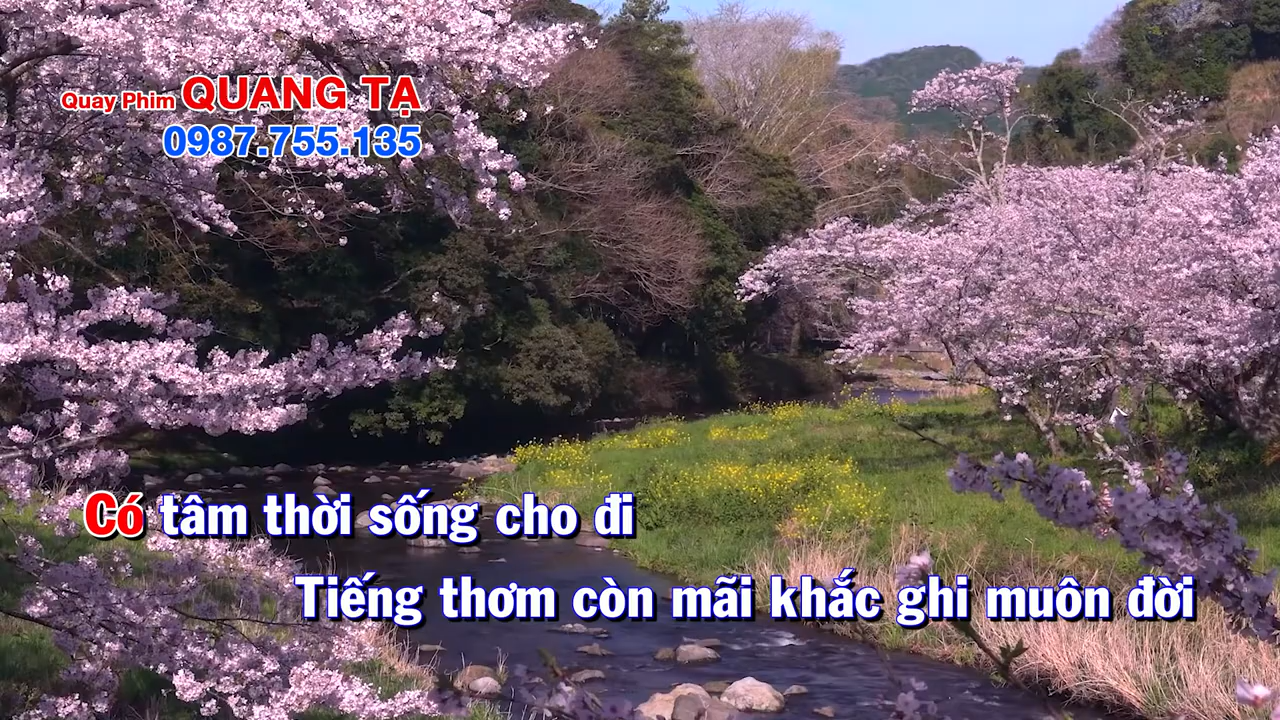 Quay Phim QUANG TẠ
0987.755.135
Có tâm thời sống cho đi
Tiếng thơm còn mãi khắc ghi muôn đời